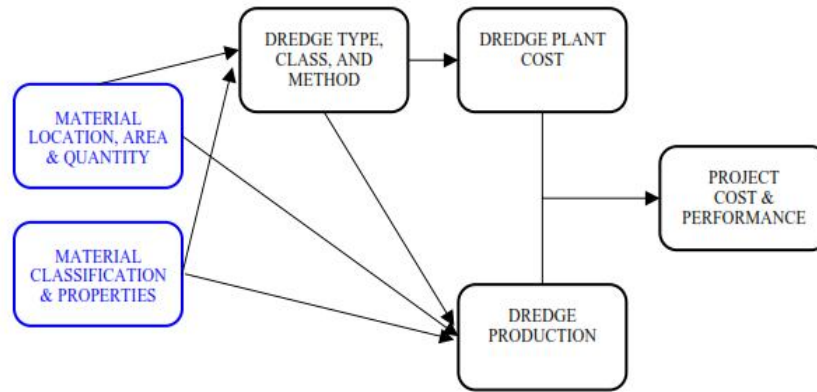 DREDGE TYPE,
CLASS, AND
METHOD
DREDGE PLANT
COST
MATERIAL
LOCATION, AREA
& QUANTITY
PROJECT
COST &
PERFORMANCE
MATERIAL
CLASSIFICATION
& PROPERTIES
DREDGE
PRODUCTION